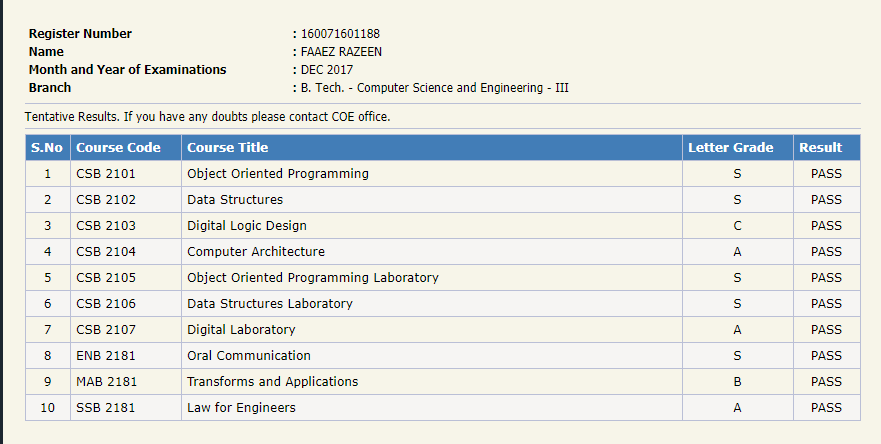 Register Number : 160071601188
Name : FAAEZ RAZEEN
Month and Year of Examinations : DEC 2017
Branch : B. Tech. - Computer Science and Engineering - III
Tentative Results. If you have any doubts please contact COE office.
S.No Course Code Course Title Letter Grade Result
1 CSB 2101 Object Oriented Programming S PASS
2 CSB 2102 Data Structures S PASS
3 CSB 2103 Digital Logic Design C PASS
4 CSB 2104 Computer Architecture A PASS
5 CSB 2105 Object Oriented Programming Laboratory S PASS
6 CSB 2106 Data Structures Laboratory S PASS
7 CSB 2107 Digital Laboratory A PASS
8 ENB 2181 Oral Communication S PASS
9 MAB 2181 Transforms and Applications B PASS
10 SSB 2181 Law for Engineers A PASS